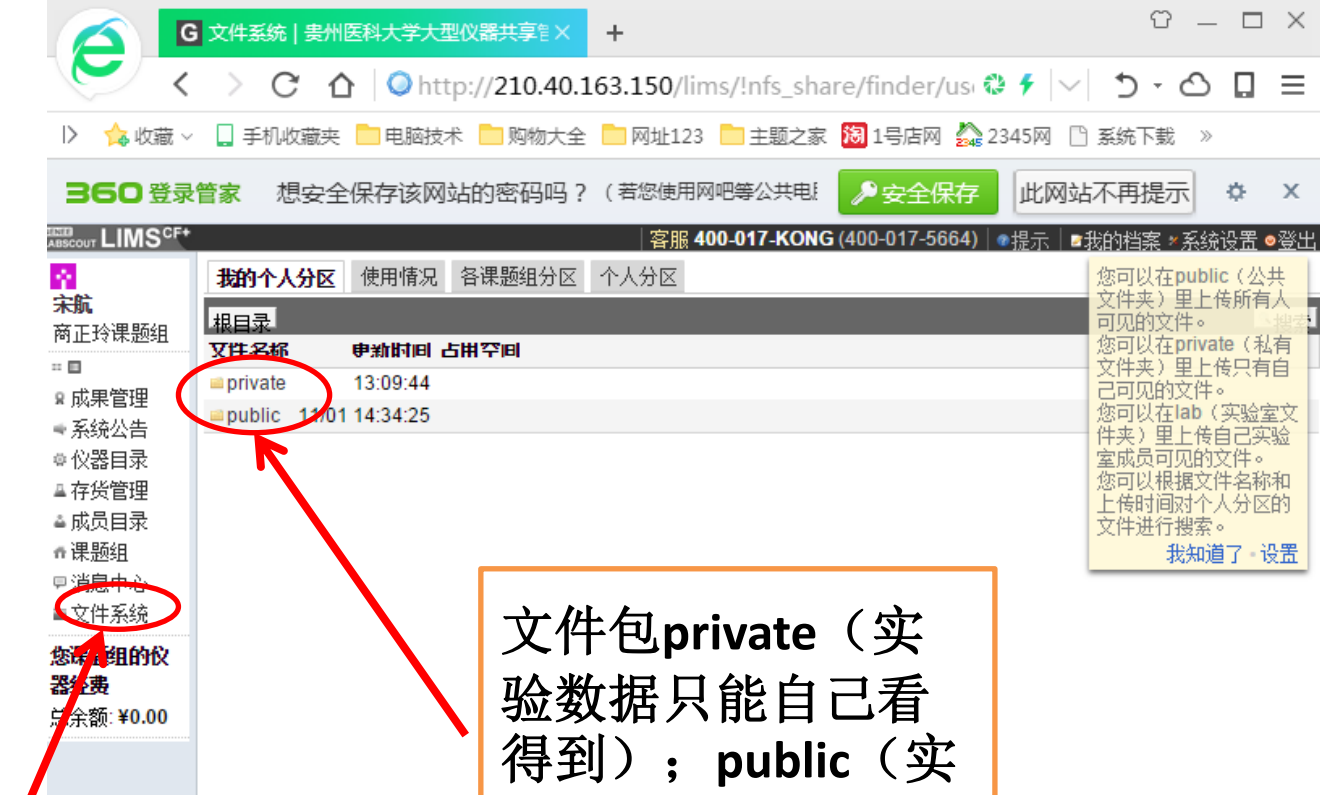 G 文件系统 | 贵州医科大学大型仪器共享管
http://210.40.163.150/lims/!nfs_share/finder/us
收藏 手机收藏夹 电脑技术 购物大全 网址123 主题之家 淘 1号店网 2345网 系统下载 »
360 登录管家 想安全保存该网站的密码吗？（若您使用网吧等公共电 安全保存 此网站不再提示
LIMS CF+ 客服 400-017-KONG (400-017-5664) 提示 我的档案 系统设置 登出
宋航
商正玲课题组
成果管理
系统公告
仪器目录
存货管理
成员目录
课题组
消息中心
文件系统
您课题组的仪
器经费
总余额: ¥0.00
我的个人分区 使用情况 各课题组分区 个人分区
根目录 搜索
文件名称 更新时间 占用空间
private 13:09:44
public 11/01 14:34:25
您可以在public（公共
文件夹）里上传所有人
可见的文件。
您可以在private（私有
文件夹）里上传只有自
己可见的文件。
您可以在lab（实验室文
件夹）里上传自己实验
室成员可见的文件。
您可以根据文件名称和
上传时间对个人分区的
文件进行搜索。
我知道了 设置
文件包private（实
验数据只能自己看
得到）；public（实